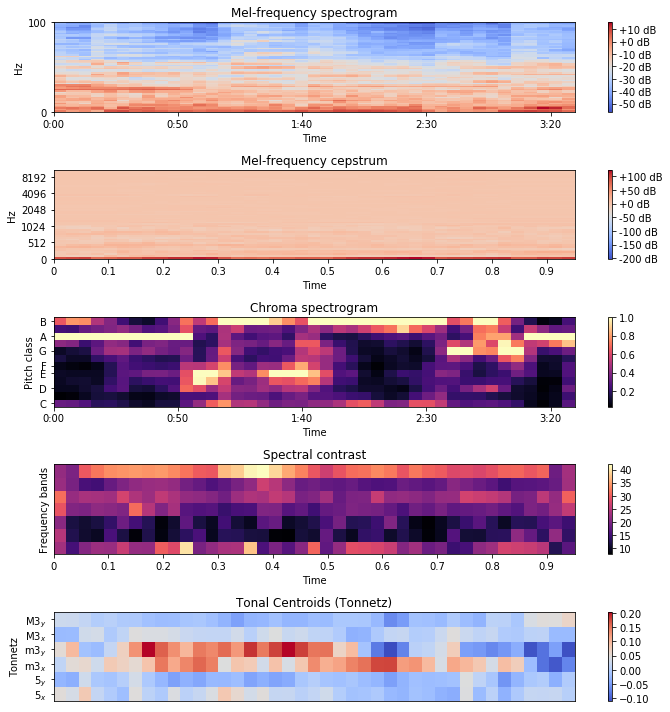 Mel-frequency spectrogram
100
0
Hz
0:00 0:50 1:40 2:30 3:20
Time
+10 dB
+0 dB
-10 dB
-20 dB
-30 dB
-40 dB
-50 dB
Mel-frequency cepstrum
8192
4096
2048
1024
512
0
Hz
0 0.1 0.2 0.3 0.4 0.5 0.6 0.7 0.8 0.9
Time
+100 dB
+50 dB
+0 dB
-50 dB
-100 dB
-150 dB
-200 dB
Chroma spectrogram
B
A
G
F
E
D
C
Pitch class
0:00 0:50 1:40 2:30 3:20
Time
1.0
0.8
0.6
0.4
0.2
Spectral contrast
Frequency bands
0 0.1 0.2 0.3 0.4 0.5 0.6 0.7 0.8 0.9
Time
40
35
30
25
20
15
10
Tonal Centroids (Tonnetz)
M3y
M3x
m3y
m3x
5y
5x
Tonnetz
0.20
0.15
0.10
0.05
0.00
−0.05
−0.10